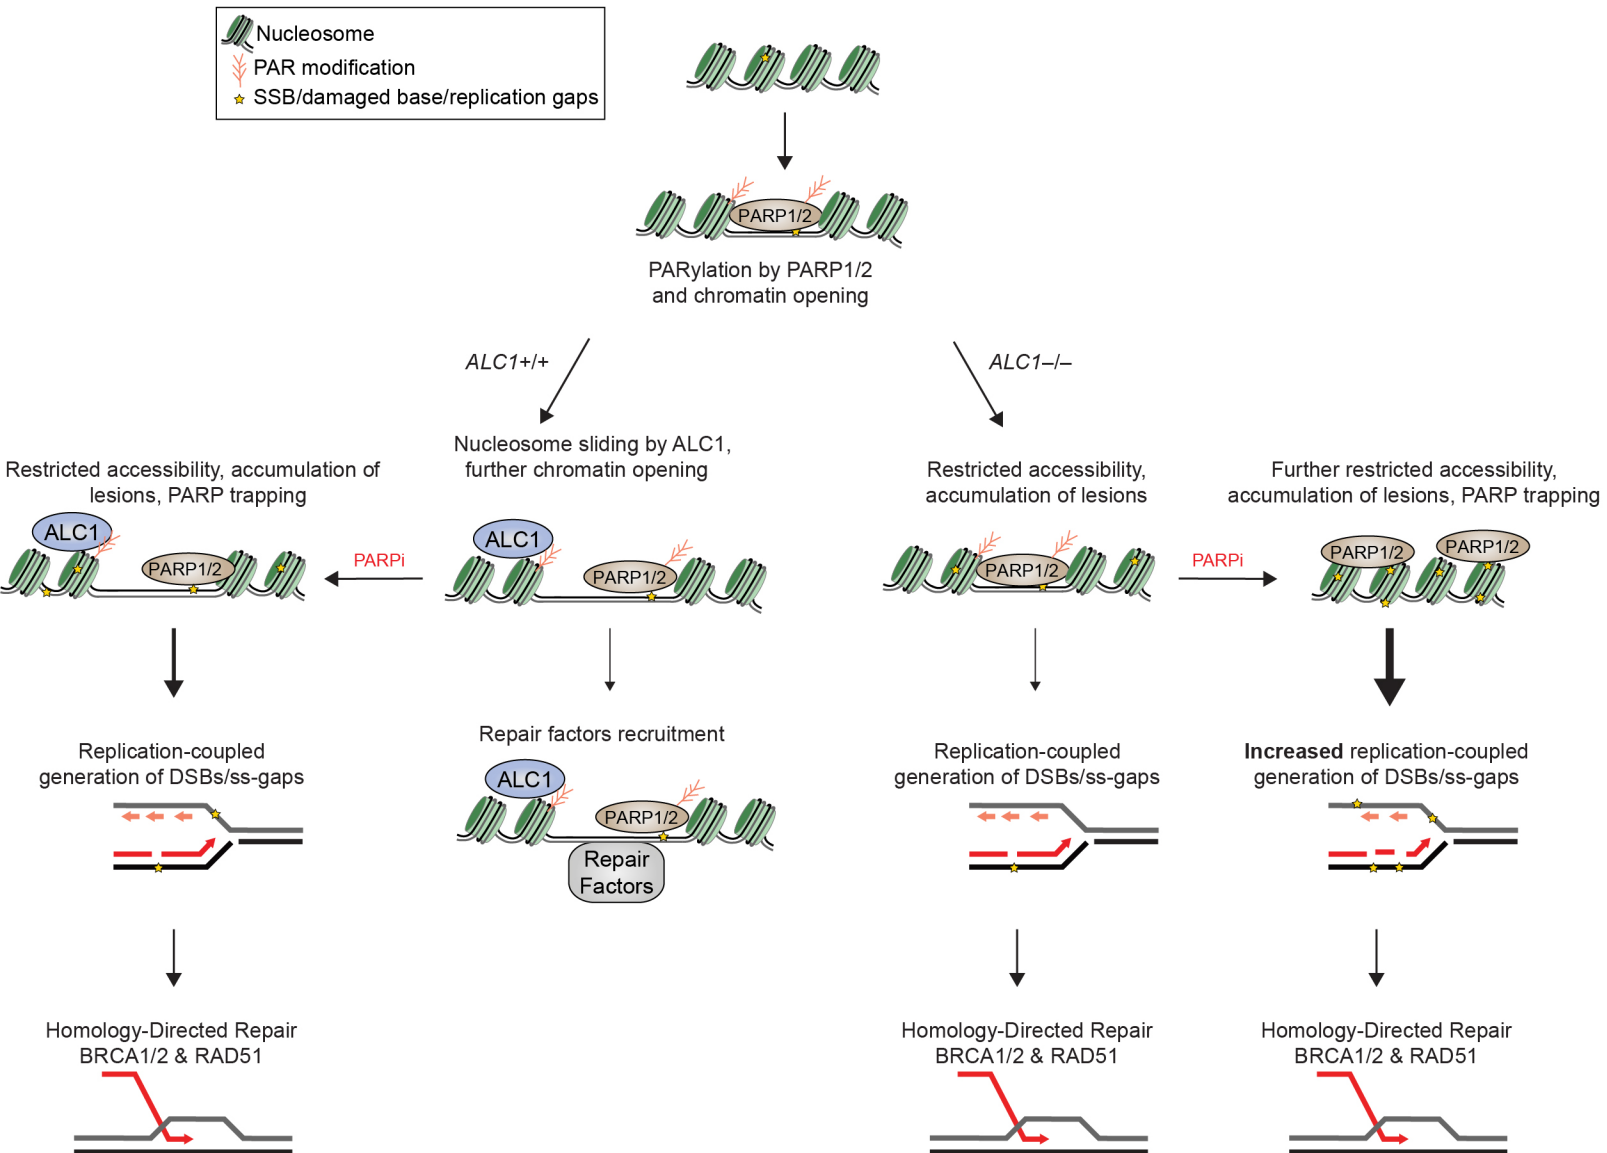 Nucleosome
PAR modification
SSB/damaged base/replication gaps
PARP1/2
PARylation by PARP1/2
and chromatin opening
ALC1+/+
ALC1–/–
Restricted accessibility, accumulation of
lesions, PARP trapping
ALC1
PARP1/2
PARPi
Nucleosome sliding by ALC1,
further chromatin opening
ALC1
PARP1/2
Restricted accessibility,
accumulation of lesions
PARP1/2
PARPi
Further restricted accessibility,
accumulation of lesions, PARP trapping
PARP1/2
PARP1/2
Replication-coupled
generation of DSBs/ss-gaps
Repair factors recruitment
ALC1
PARP1/2
Repair
Factors
Replication-coupled
generation of DSBs/ss-gaps
Increased replication-coupled
generation of DSBs/ss-gaps
Homology-Directed Repair
BRCA1/2 & RAD51
Homology-Directed Repair
BRCA1/2 & RAD51
Homology-Directed Repair
BRCA1/2 & RAD51